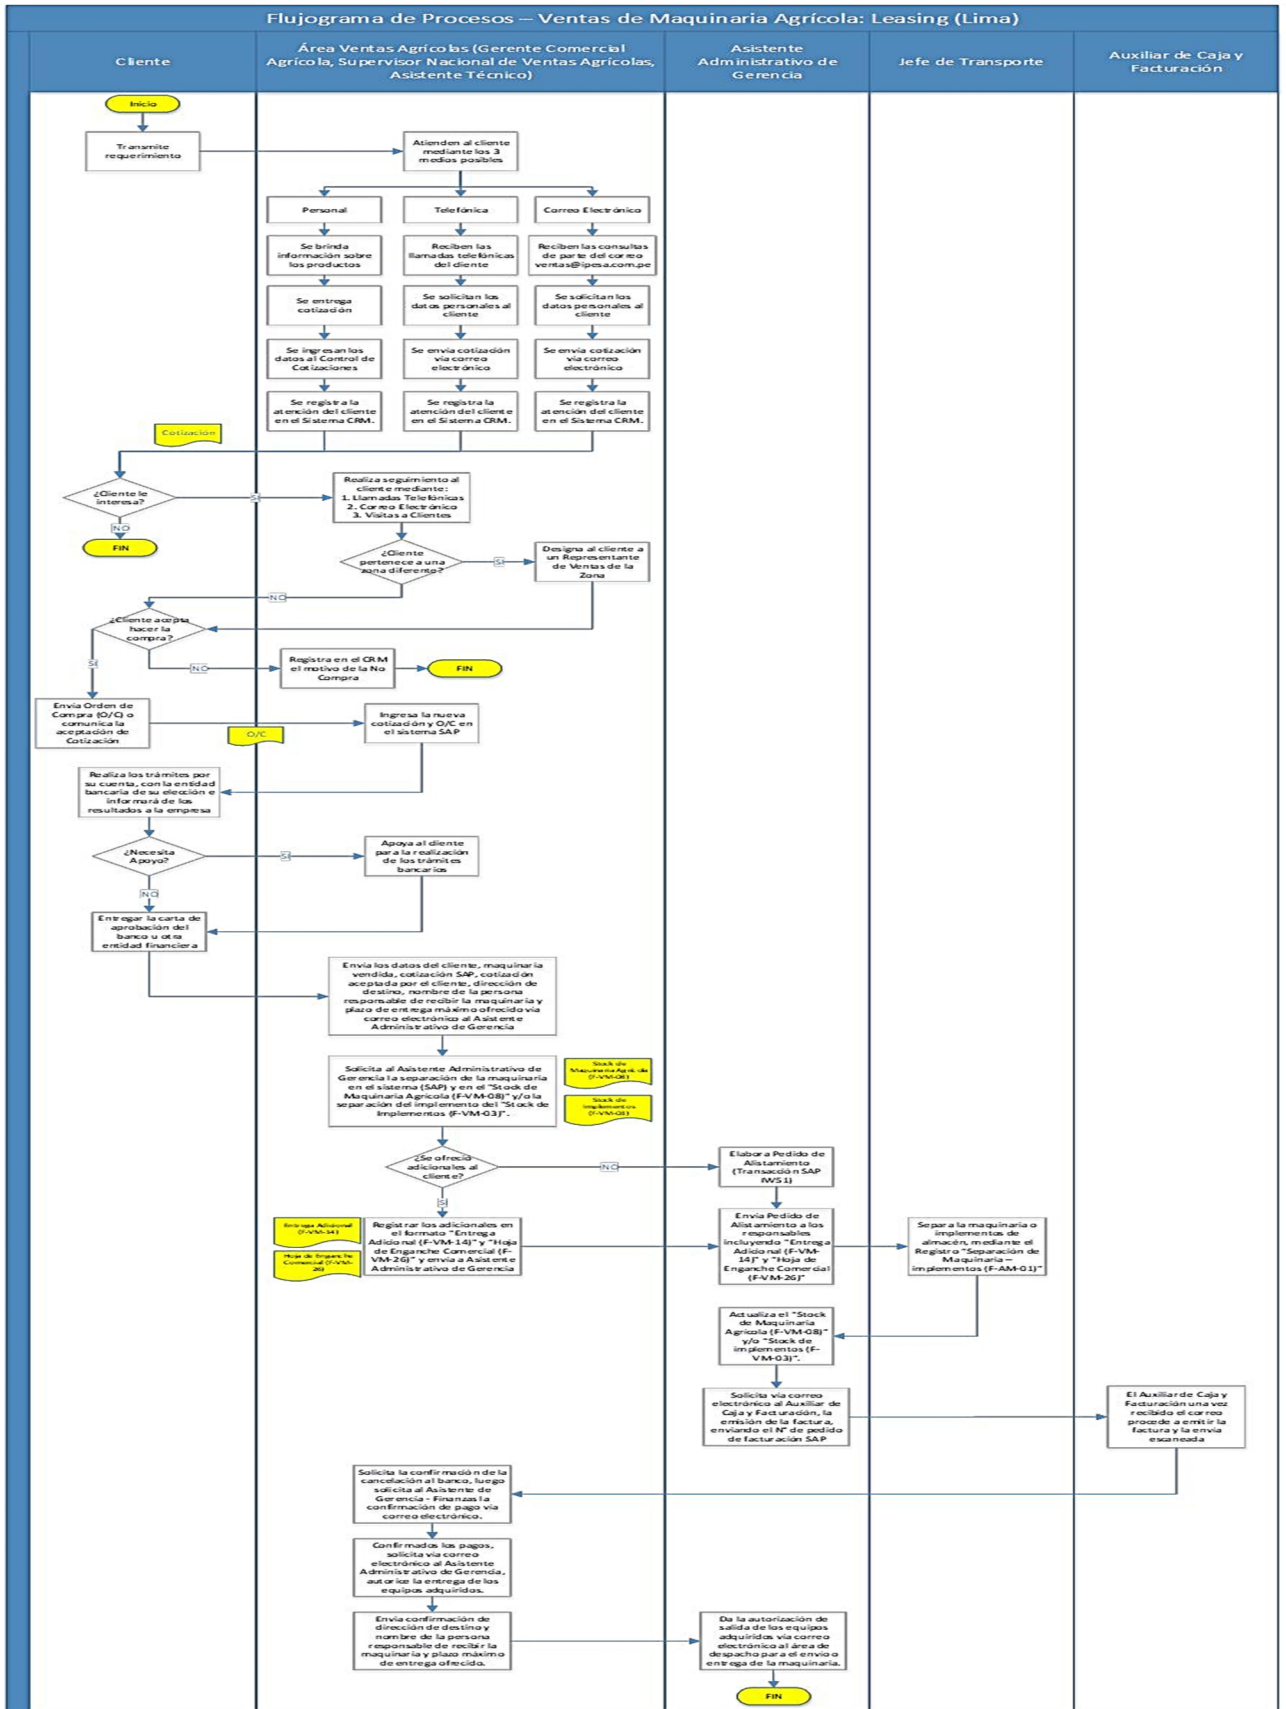 Flujograma de Procesos – Ventas de Maquinaria Agrícola: Leasing (Lima)
Cliente
Área Ventas Agrícolas (Gerente Comercial
Agrícola, Supervisor Nacional de Ventas Agrícolas,
Asistente Técnico)
Asistente
Administrativo de
Gerencia
Jefe de Transporte
Auxiliar de Caja y
Facturación
Inicio
Transmite
requerimiento
Atienden al cliente
mediante los 3
medios posibles
Personal
Telefónica
Correo Electrónico
Se brinda
información sobre
los productos
Reciben las
llamadas telefónicas
del cliente
Reciben las consultas
de parte del correo
ventas@ipesa.com.pe
Se entrega
cotización
Se solicitan los
datos personales al
cliente
Se solicitan los
datos personales al
cliente
Se ingresan los
datos al Control de
Cotizaciones
Se envía cotización
vía correo
electrónico
Se envía cotización
vía correo
electrónico
Se registra la
atención del cliente
en el Sistema CRM.
Se registra la
atención del cliente
en el Sistema CRM.
Se registra la
atención del cliente
en el Sistema CRM.
Cotización
¿Cliente le
interesa?
SI
NO
FIN
Realiza seguimiento al
cliente mediante:
1. Llamadas Telefónicas
2. Correo Electrónico
3. Visitas a Clientes
¿Cliente
pertenece a una
zona diferente?
SI
NO
Designa al cliente a
un Representante
de Ventas de la
Zona
¿Cliente acepta
hacer la
compra?
SI
NO
Registra en el CRM
el motivo de la No
Compra
FIN
Envía Orden de
Compra (O/C) o
comunica la
aceptación de
Cotización
O/C
Ingresa la nueva
cotización y O/C en
el sistema SAP
Realiza los trámites por
su cuenta, con la entidad
bancaria de su elección e
informará de los
resultados a la empresa
¿Necesita
Apoyo?
SI
NO
Apoya al cliente
para la realización
de los trámites
bancarios
Entregar la carta de
aprobación del
banco u otra
entidad financiera
Envía los datos del cliente, maquinaria
vendida, cotización SAP, cotización
aceptada por el cliente, dirección de
destino, nombre de la persona
responsable de recibir la maquinaria y
plazo de entrega máximo ofrecido vía
correo electrónico al Asistente
Administrativo de Gerencia
Solicita al Asistente Administrativo de
Gerencia la separación de la maquinaria
en el sistema (SAP) y en el "Stock de
Maquinaria Agrícola (F-VM-08)" y/o la
separación del implemento del "Stock de
Implementos (F-VM-03)".
Stock de
Maquinaria Agrícola
(F-VM-08)
Stock de
Implementos
(F-VM-03)
¿Se ofreció
adicionales al
cliente?
NO
SI
Elabora Pedido de
Alistamiento
(Transacción SAP
IW51)
Entrega Adicional
(F-VM-14)
Hoja de Enganche
Comercial (F-VM-
26)
Registrar los adicionales en
el formato "Entrega
Adicional (F-VM-14)" y "Hoja
de Enganche Comercial (F-
VM-26)" y envía a Asistente
Administrativo de Gerencia
Envía Pedido de
Alistamiento a los
responsables
incluyendo "Entrega
Adicional (F-VM-
14)" y "Hoja de
Enganche Comercial
(F-VM-26)"
Separa la maquinaria o
implementos de
almacén, mediante el
Registro "Separación de
Maquinaria –
implementos (F-AM-01)"
Actualiza el "Stock
de Maquinaria
Agrícola (F-VM-08)"
y/o "Stock de
implementos (F-
VM-03)".
Solicita vía correo
electrónico al Auxiliar de
Caja y Facturación, la
emisión de la factura,
enviando el N° de pedido
de facturación SAP
El Auxiliar de Caja y
Facturación una vez
recibido el correo
procede a emitir la
factura y la envía
escaneada
Solicita la confirmación de la
cancelación al banco, luego
solicita al Asistente de
Gerencia - Finanzas la
confirmación de pago vía
correo electrónico.
Confirmados los pagos,
solicita vía correo
electrónico al Asistente
Administrativo de Gerencia,
autorice la entrega de los
equipos adquiridos.
Envía confirmación de
dirección de destino y
nombre de la persona
responsable de recibir la
maquinaria y plazo máximo
de entrega ofrecido.
Da la autorización de
salida de los equipos
adquiridos vía correo
electrónico al área de
despacho para el envío o
entrega de la maquinaria.
FIN